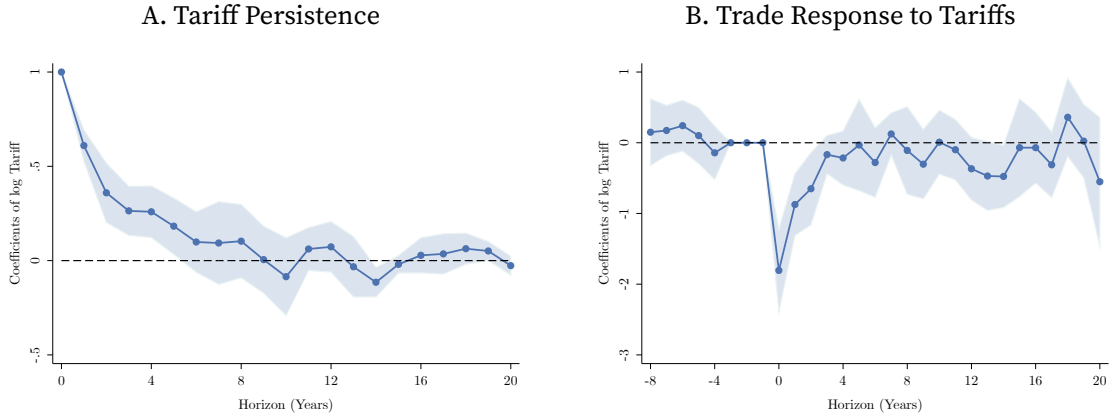 A. Tariff Persistence
Coefficients of log Tariff
1
.5
0
-.5
0 4 8 12 16 20
Horizon (Years)
B. Trade Response to Tariffs
Coefficients of log Tariff
1
0
-1
-2
-3
-8 -4 0 4 8 12 16 20
Horizon (Years)